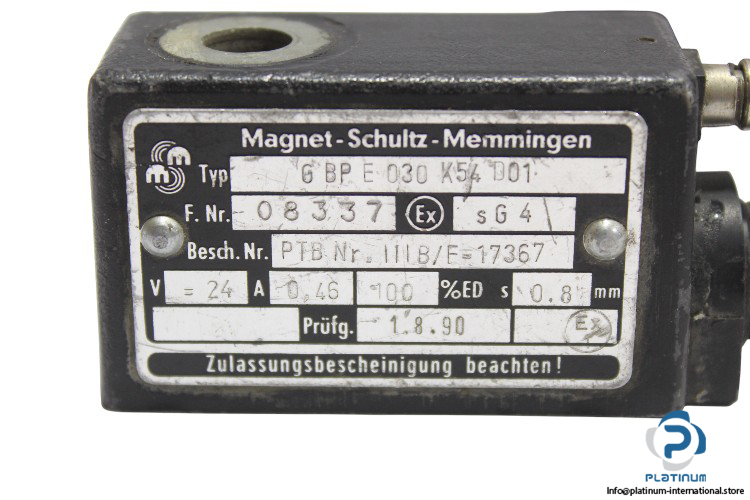 Magnet-Schultz-Memmingen
Typ G BP E 030 K54 D01
F. Nr. 08337 Ex s G 4
Besch. Nr. PTB Nr. III B/E-17367
V = 24 A 0,46 100 %ED s 0.8 mm
Prüfg. 1.8.90 Ex
Zulassungsbescheinigung beachten!
PLATINUM
Info@platinum-international.store